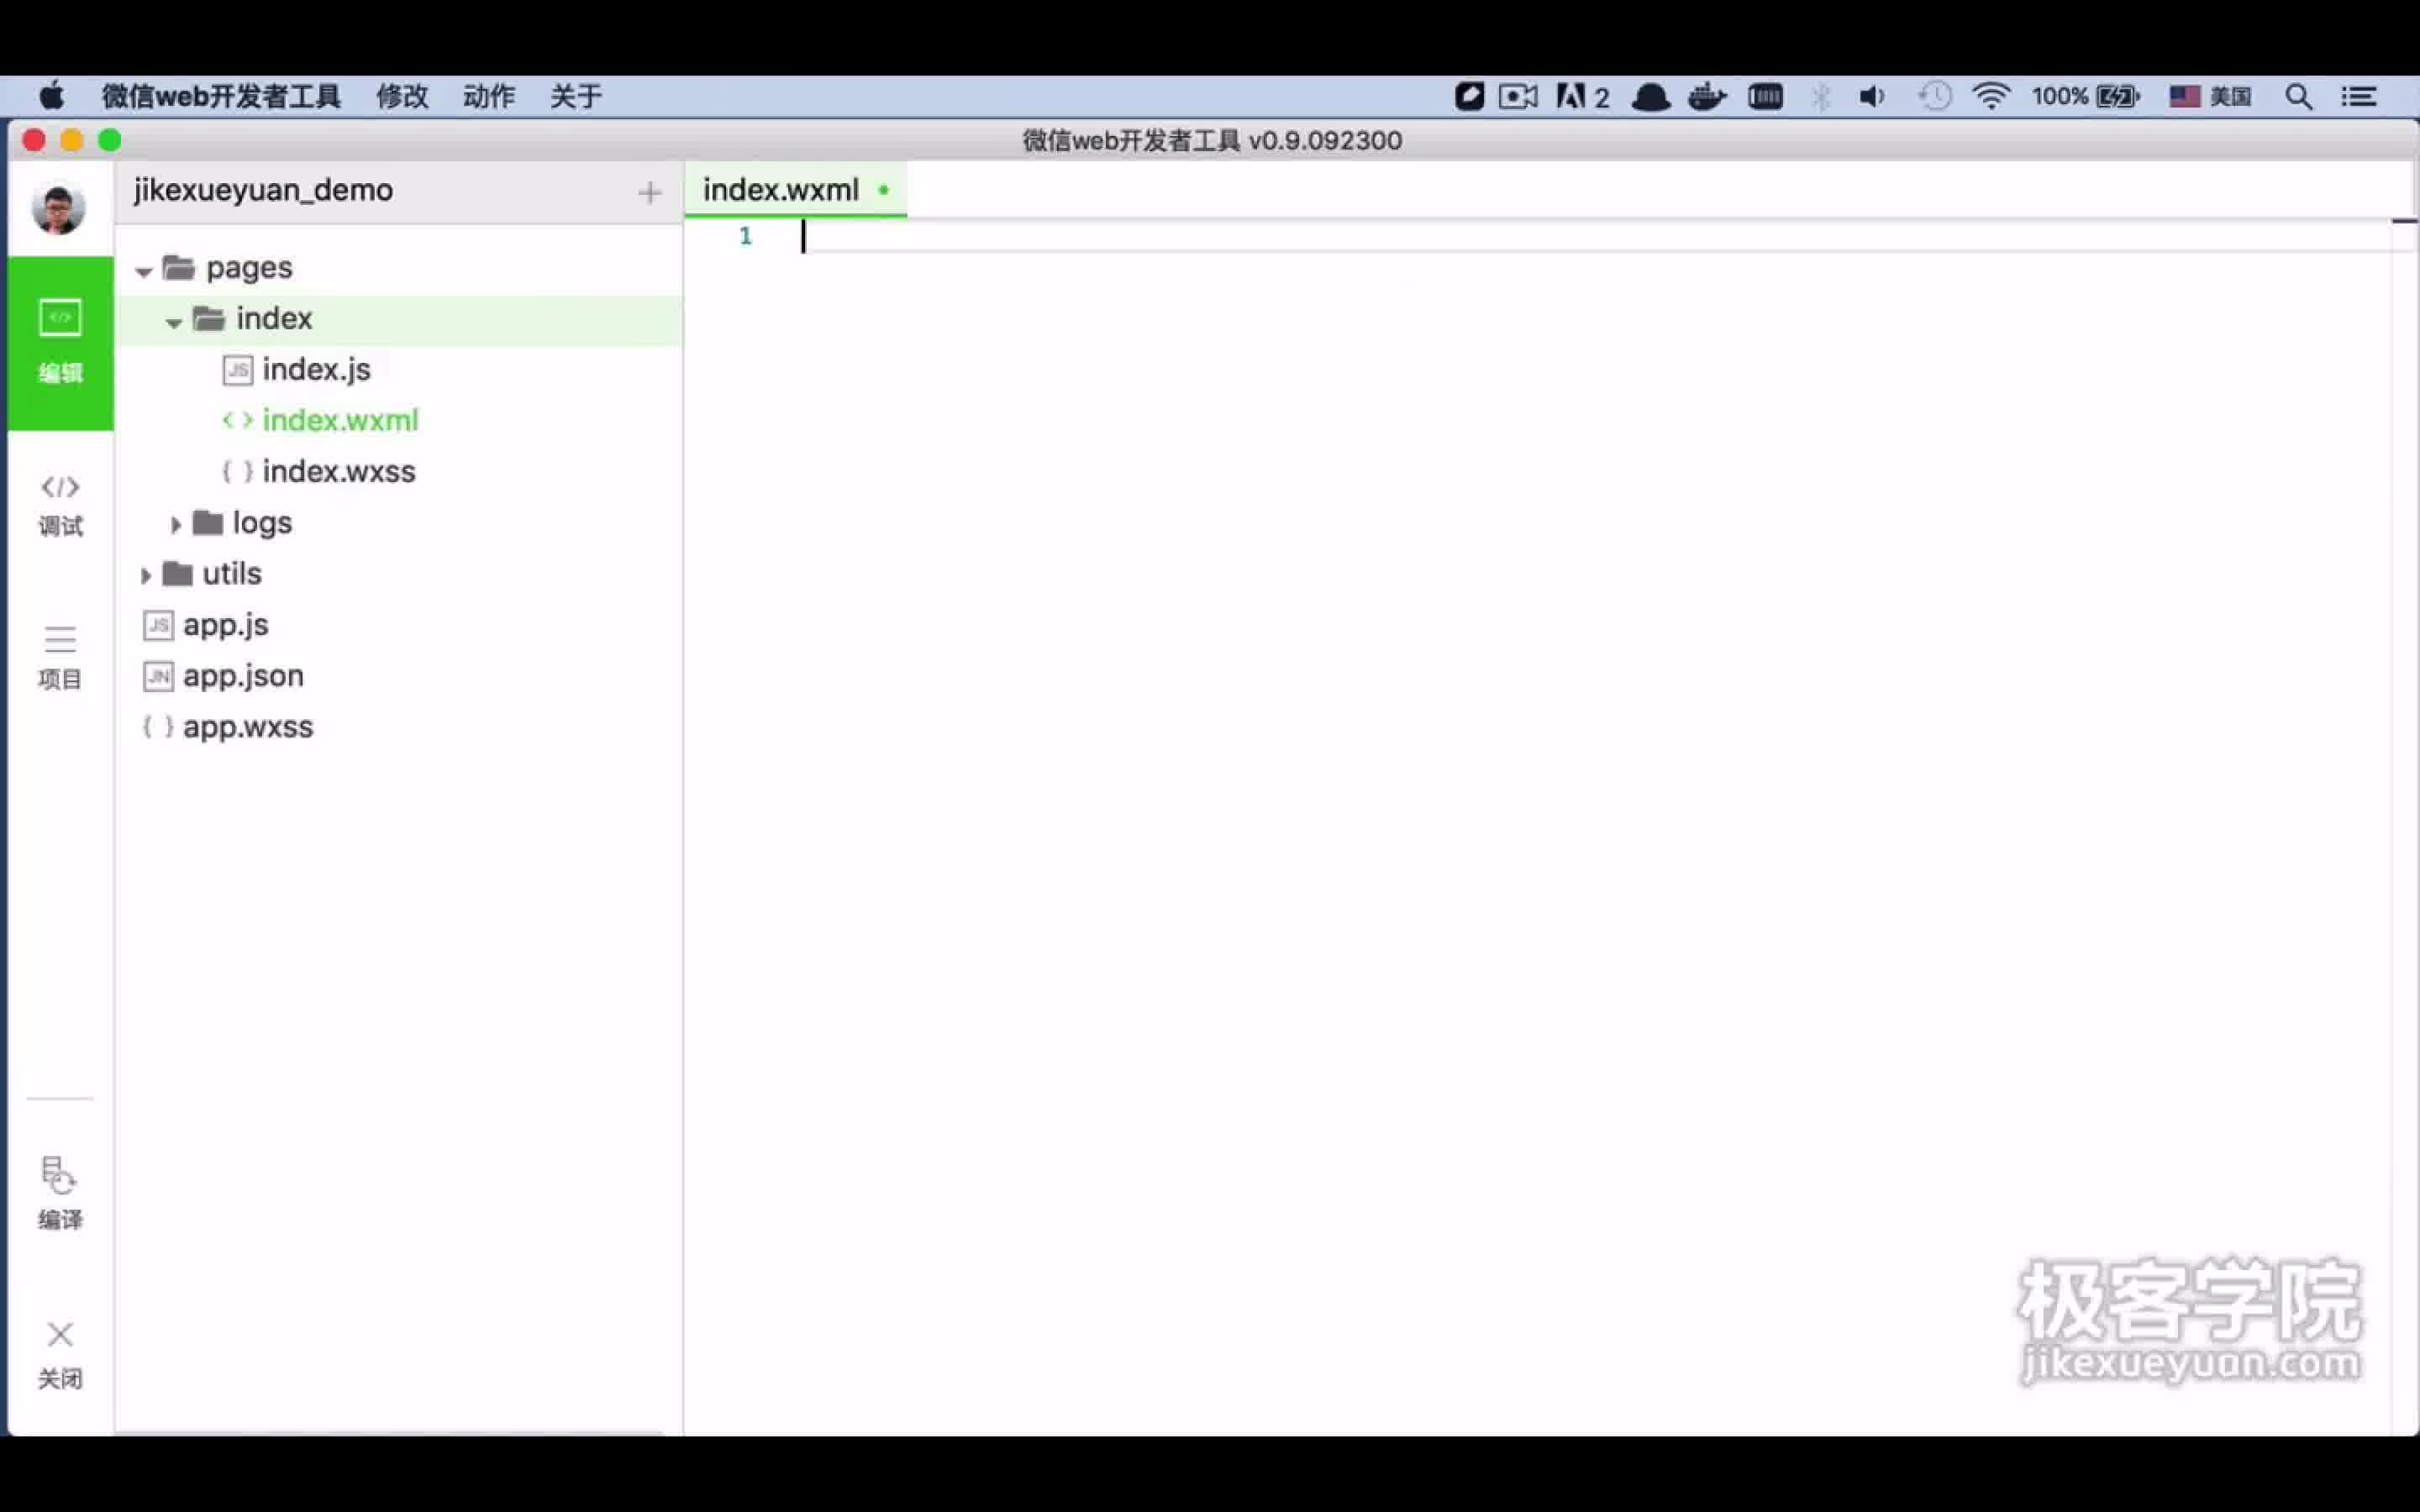 微信web开发者工具 修改 动作 关于 2 100% 美国
微信web开发者工具 v0.9.092300
jikexueyuan_demo
index.wxml
1
pages
index
JS index.js
<> index.wxml
{ } index.wxss
logs
utils
JS app.js
JN app.json
{ } app.wxss
</>
编辑
</>
调试
项目
编译
关闭
极客学院
jikexueyuan.com